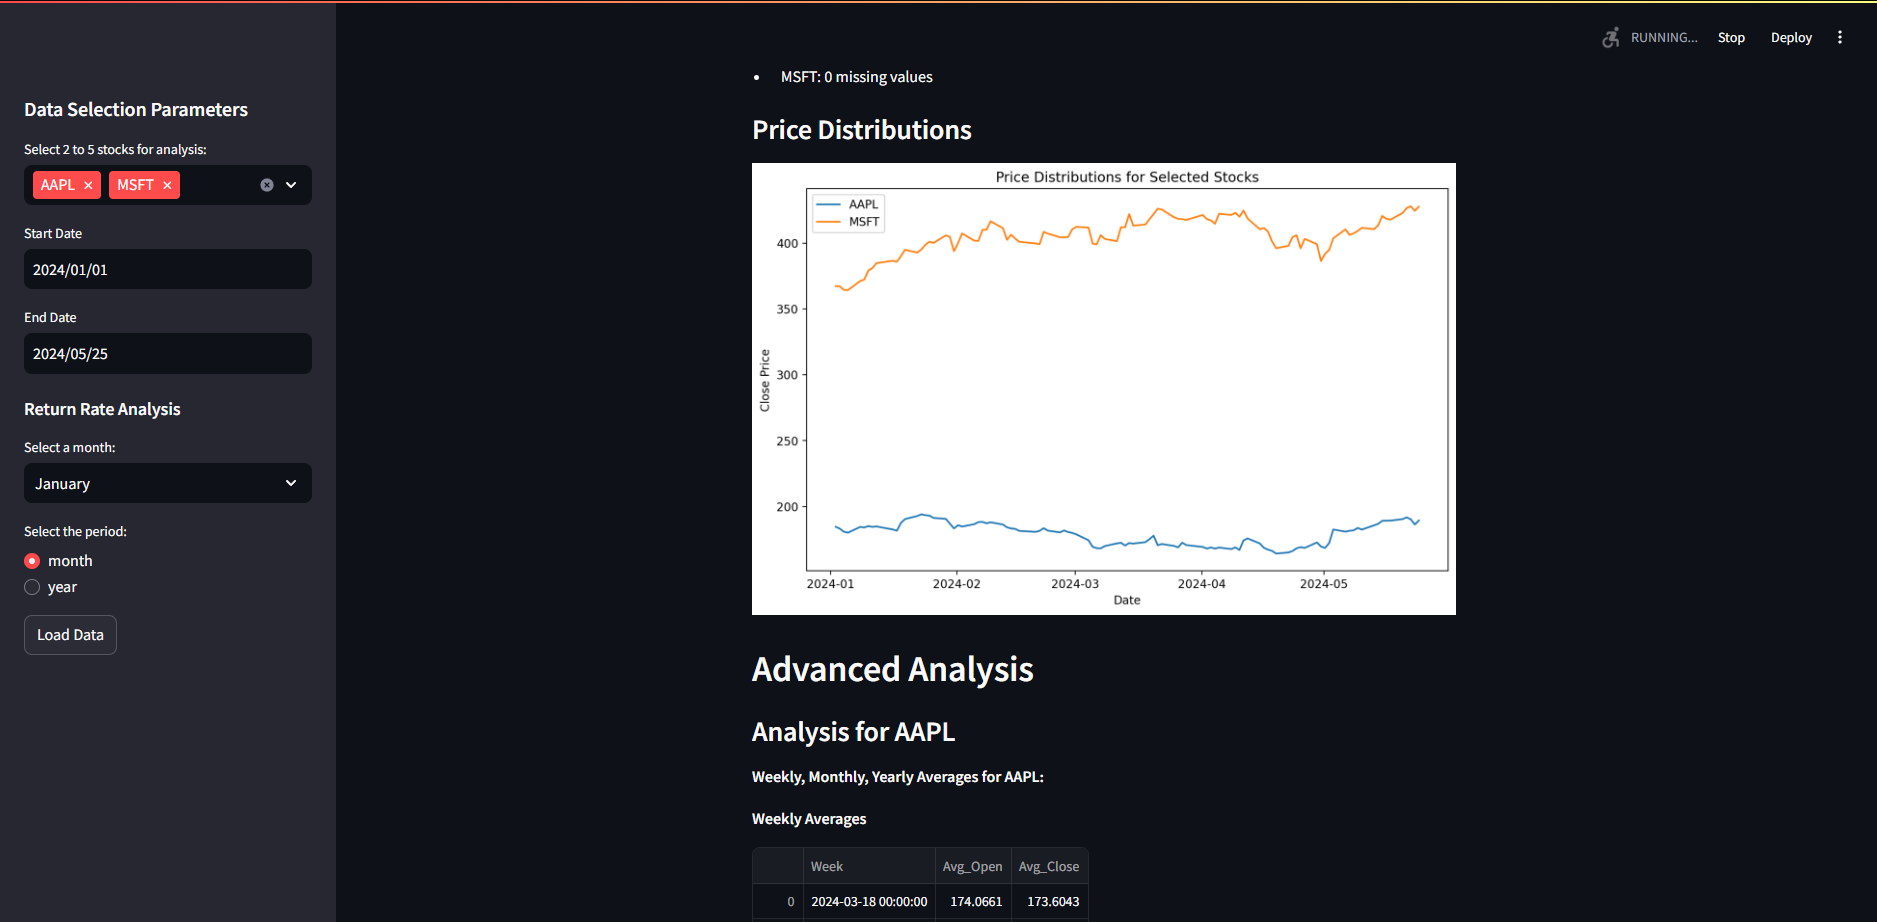 RUNNING...
Stop
Deploy
Data Selection Parameters
Select 2 to 5 stocks for analysis:
AAPL
MSFT
Start Date
2024/01/01
End Date
2024/05/25
Return Rate Analysis
Select a month:
January
Select the period:
month
year
Load Data
• MSFT: 0 missing values
Price Distributions
Price Distributions for Selected Stocks
AAPL
MSFT
400
350
300
250
200
Close Price
2024-01 2024-02 2024-03 2024-04 2024-05
Date
Advanced Analysis
Analysis for AAPL
Weekly, Monthly, Yearly Averages for AAPL:
Weekly Averages
Week Avg_Open Avg_Close
0 2024-03-18 00:00:00 174.0661 173.6043